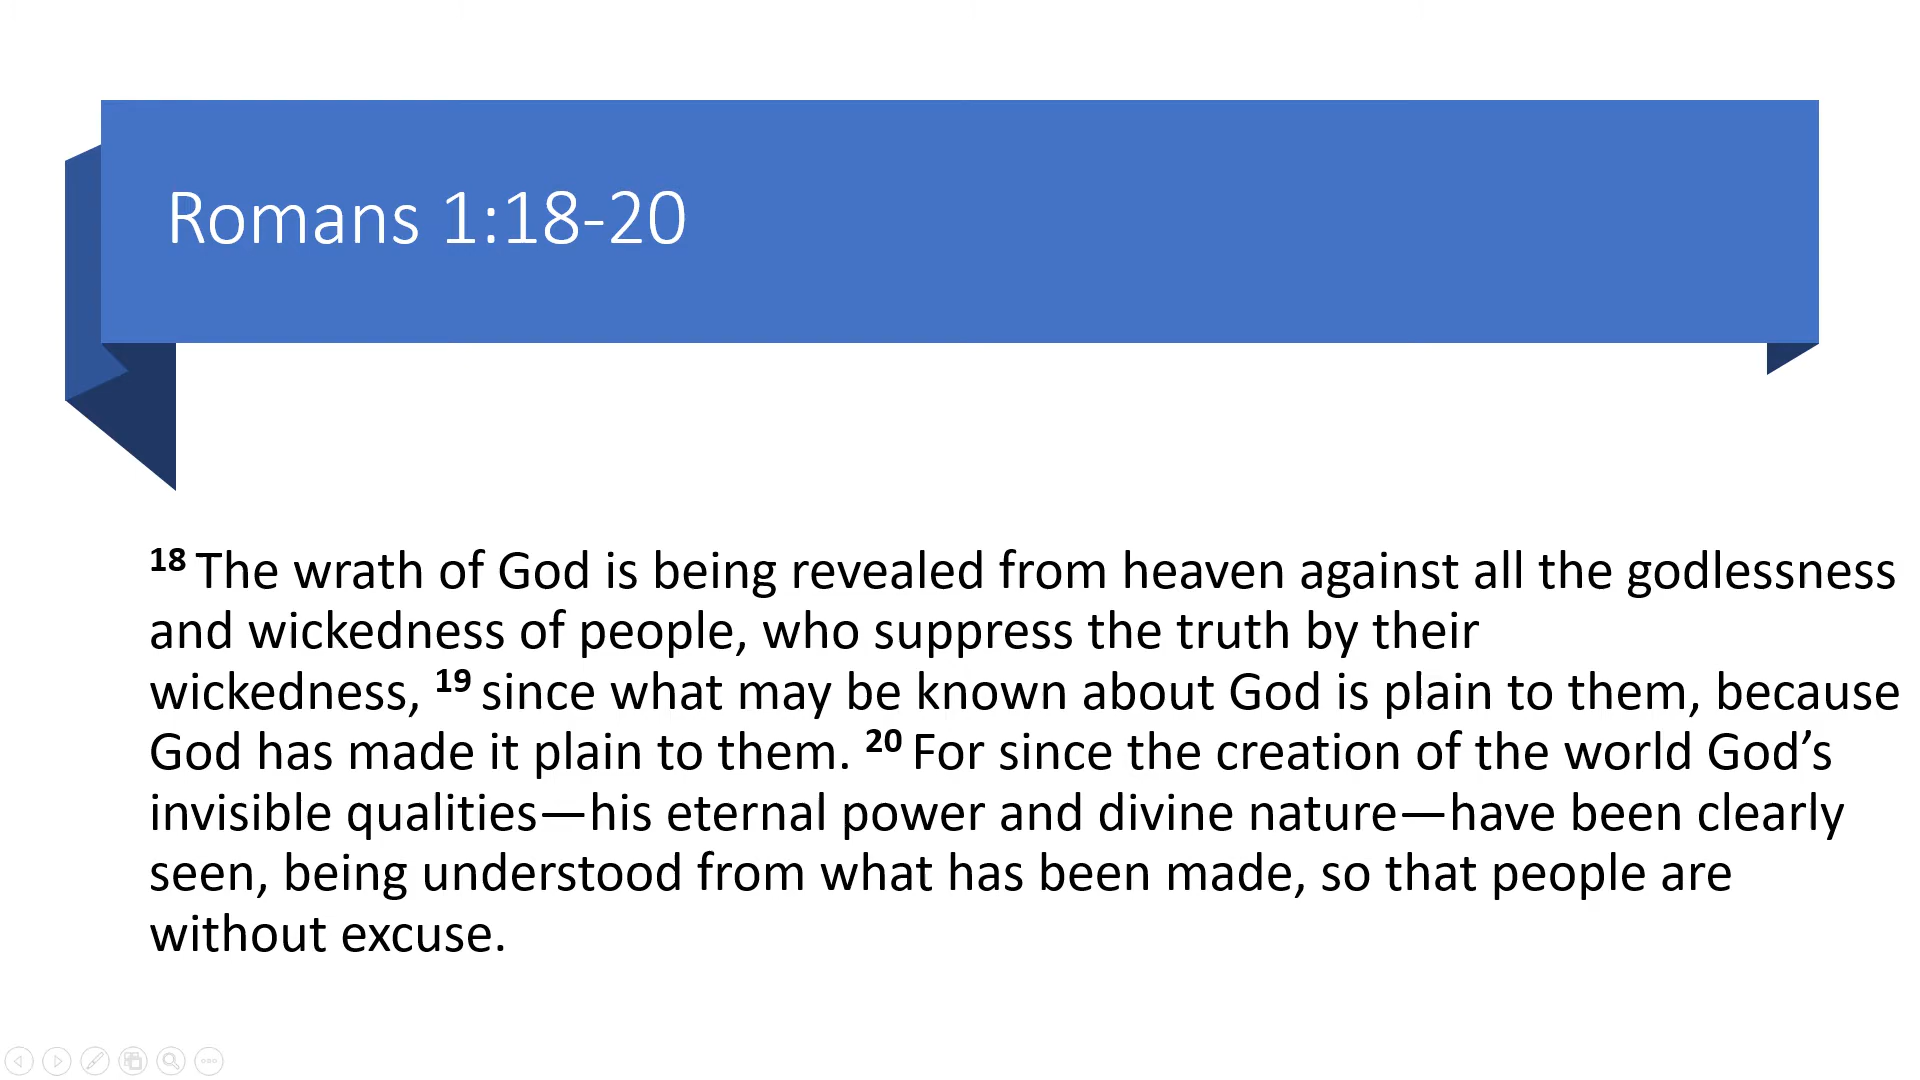 Romans 1:18-20
18 The wrath of God is being revealed from heaven against all the godlessness
and wickedness of people, who suppress the truth by their
wickedness, 19 since what may be known about God is plain to them, because
God has made it plain to them. 20 For since the creation of the world God’s
invisible qualities—his eternal power and divine nature—have been clearly
seen, being understood from what has been made, so that people are
without excuse.